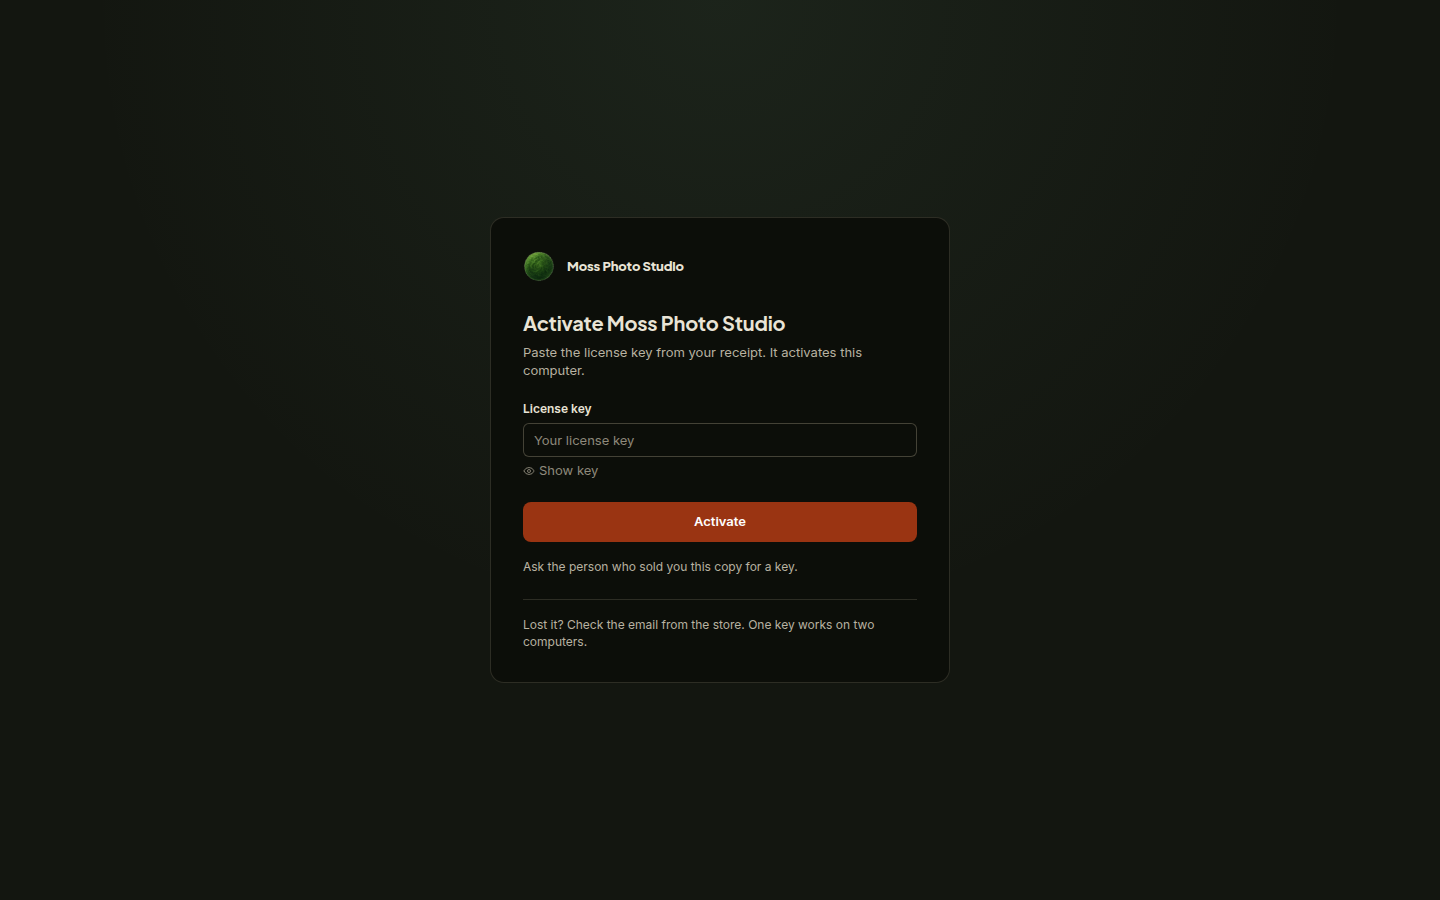 Moss Photo Studio
Activate Moss Photo Studio
Paste the license key from your receipt. It activates this
computer.
License key
Your license key
Show key
Activate
Ask the person who sold you this copy for a key.
Lost it? Check the email from the store. One key works on two
computers.